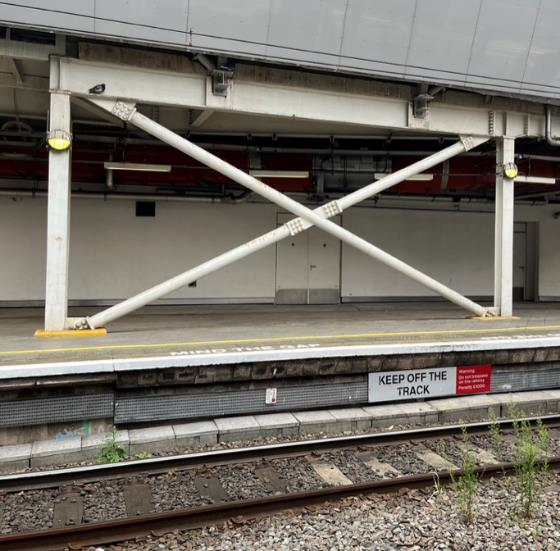 MIND THE GAP
KEEP OFF THE
TRACK
Warning
Do not trespass
on the railway
Penalty £1000